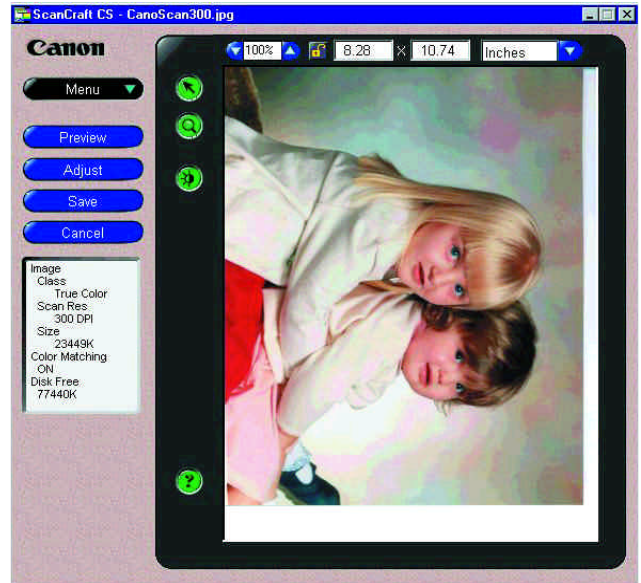 ScanCraft CS - CanoScan300.jpg
Canon
100% 8.28 X 10.74 Inches
Menu
Preview
Adjust
Save
Cancel
Image
Class
True Color
Scan Res
300 DPI
Size
23449K
Color Matching
ON
Disk Free
77440K
?